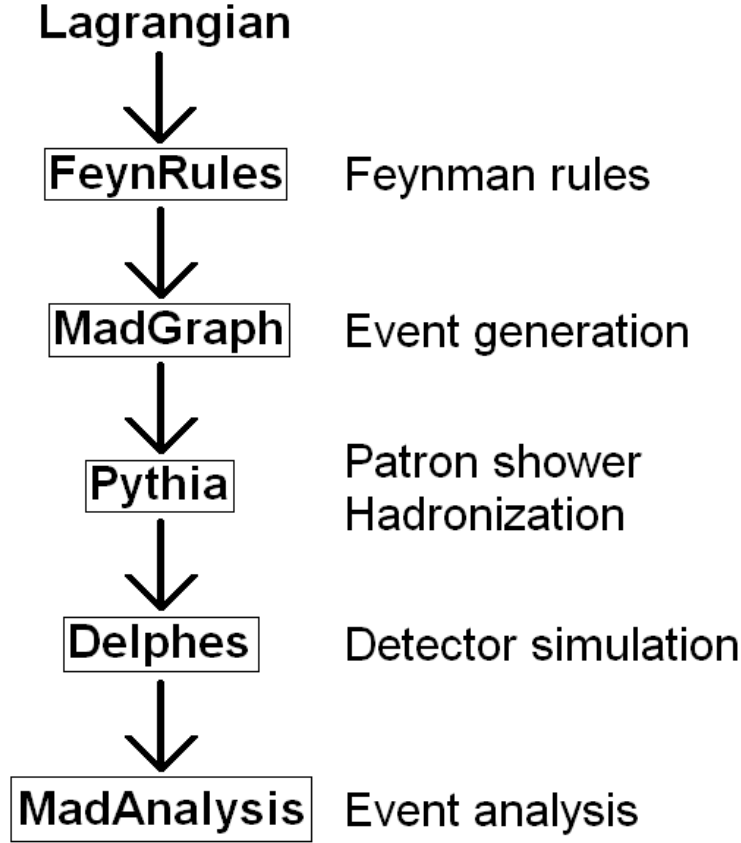 Lagrangian
FeynRules
Feynman rules
MadGraph
Event generation
Pythia
Patron shower
Hadronization
Delphes
Detector simulation
MadAnalysis
Event analysis